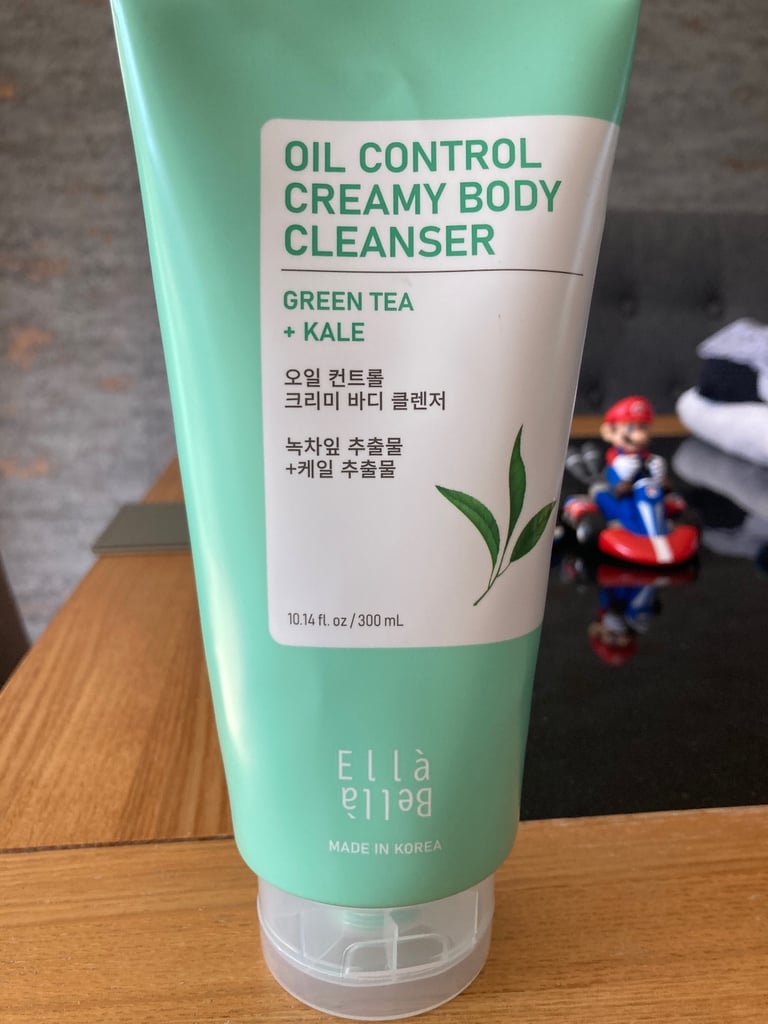 OIL CONTROL
CREAMY BODY
CLEANSER
GREEN TEA
+ KALE
오일 컨트롤
크리미 바디 클렌저
녹차잎 추출물
+케일 추출물
10.14 fl. oz / 300 mL
Ellà
Bellà
MADE IN KOREA